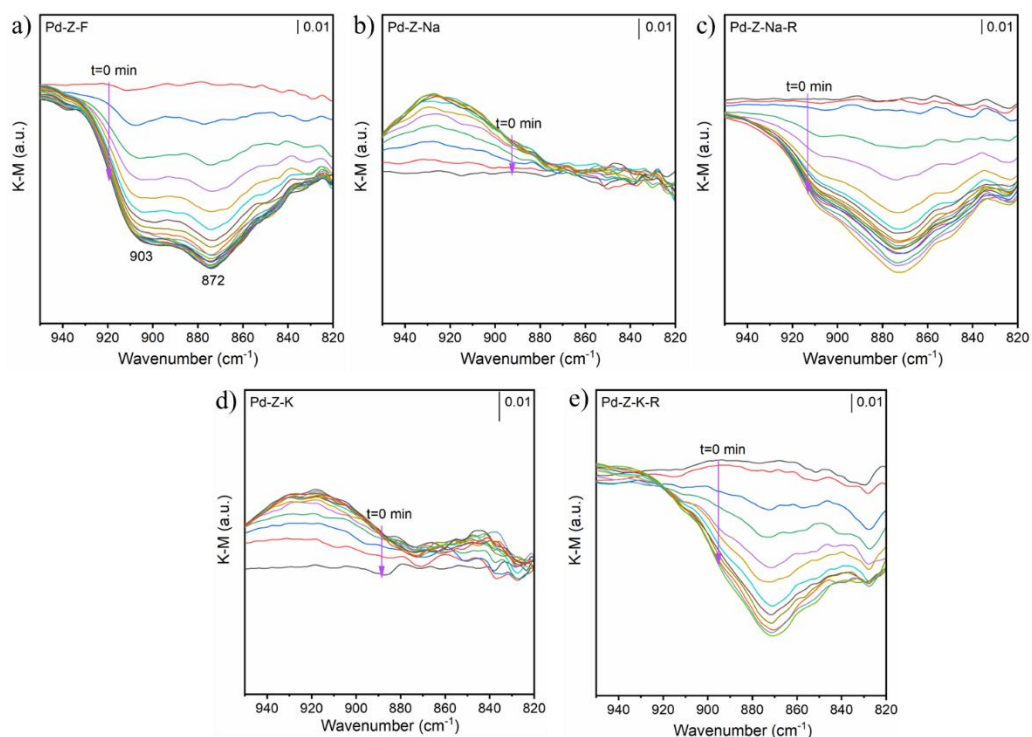 a)
Pd-Z-F
0.01
t=0 min
903
872
K-M (a.u.)
940 920 900 880 860 840 820
Wavenumber (cm⁻¹)
b)
Pd-Z-Na
0.01
t=0 min
K-M (a.u.)
940 920 900 880 860 840 820
Wavenumber (cm⁻¹)
c)
Pd-Z-Na-R
0.01
t=0 min
K-M (a.u.)
940 920 900 880 860 840 820
Wavenumber (cm⁻¹)
d)
Pd-Z-K
0.01
t=0 min
K-M (a.u.)
940 920 900 880 860 840 820
Wavenumber (cm⁻¹)
e)
Pd-Z-K-R
0.01
t=0 min
K-M (a.u.)
940 920 900 880 860 840 820
Wavenumber (cm⁻¹)